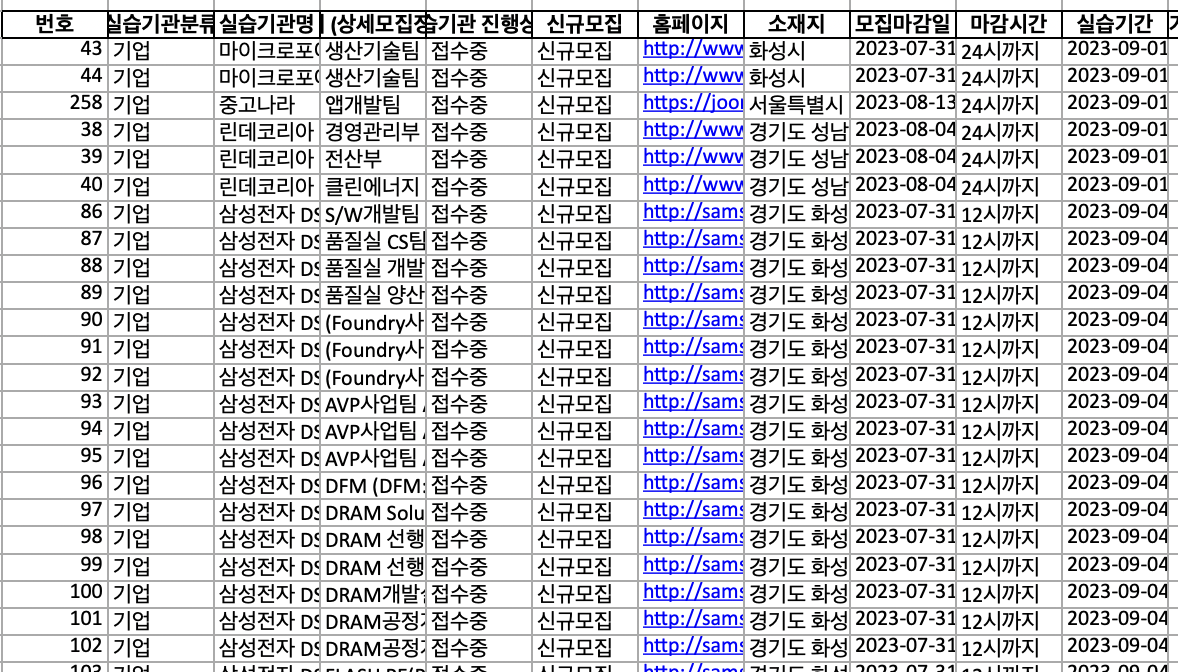 번호 실습기관분류 실습기관명 (상세모집 습기관 진행상 신규모집 홈페이지 소재지 모집마감일 마감시간 실습기간
43 기업 마이크로포 생산기술팀 접수중 신규모집 http://www 화성시 2023-07-31 24시까지 2023-09-01
44 기업 마이크로포 생산기술팀 접수중 신규모집 http://www 화성시 2023-07-31 24시까지 2023-09-01
258 기업 중고나라 앱개발팀 접수중 신규모집 https://joon 서울특별시 2023-08-13 24시까지 2023-09-01
38 기업 린데코리아 경영관리부 접수중 신규모집 http://www 경기도 성남 2023-08-04 24시까지 2023-09-01
39 기업 린데코리아 전산부 접수중 신규모집 http://www 경기도 성남 2023-08-04 24시까지 2023-09-01
40 기업 린데코리아 클린에너지 접수중 신규모집 http://www 경기도 성남 2023-08-04 24시까지 2023-09-01
86 기업 삼성전자 DS S/W개발팀 접수중 신규모집 http://sams 경기도 화성 2023-07-31 12시까지 2023-09-04
87 기업 삼성전자 DS 품질실 CS팀 접수중 신규모집 http://sams 경기도 화성 2023-07-31 12시까지 2023-09-04
88 기업 삼성전자 DS 품질실 개발 접수중 신규모집 http://sams 경기도 화성 2023-07-31 12시까지 2023-09-04
89 기업 삼성전자 DS 품질실 양산 접수중 신규모집 http://sams 경기도 화성 2023-07-31 12시까지 2023-09-04
90 기업 삼성전자 DS (Foundry사 접수중 신규모집 http://sams 경기도 화성 2023-07-31 12시까지 2023-09-04
91 기업 삼성전자 DS (Foundry사 접수중 신규모집 http://sams 경기도 화성 2023-07-31 12시까지 2023-09-04
92 기업 삼성전자 DS (Foundry사 접수중 신규모집 http://sams 경기도 화성 2023-07-31 12시까지 2023-09-04
93 기업 삼성전자 DS AVP사업팀 접수중 신규모집 http://sams 경기도 화성 2023-07-31 12시까지 2023-09-04
94 기업 삼성전자 DS AVP사업팀 접수중 신규모집 http://sams 경기도 화성 2023-07-31 12시까지 2023-09-04
95 기업 삼성전자 DS AVP사업팀 접수중 신규모집 http://sams 경기도 화성 2023-07-31 12시까지 2023-09-04
96 기업 삼성전자 DS DFM (DFM: 접수중 신규모집 http://sams 경기도 화성 2023-07-31 12시까지 2023-09-04
97 기업 삼성전자 DS DRAM Solu 접수중 신규모집 http://sams 경기도 화성 2023-07-31 12시까지 2023-09-04
98 기업 삼성전자 DS DRAM 선행 접수중 신규모집 http://sams 경기도 화성 2023-07-31 12시까지 2023-09-04
99 기업 삼성전자 DS DRAM 선행 접수중 신규모집 http://sams 경기도 화성 2023-07-31 12시까지 2023-09-04
100 기업 삼성전자 DS DRAM개발 접수중 신규모집 http://sams 경기도 화성 2023-07-31 12시까지 2023-09-04
101 기업 삼성전자 DS DRAM공정 접수중 신규모집 http://sams 경기도 화성 2023-07-31 12시까지 2023-09-04
102 기업 삼성전자 DS DRAM공정 접수중 신규모집 http://sams 경기도 화성 2023-07-31 12시까지 2023-09-04